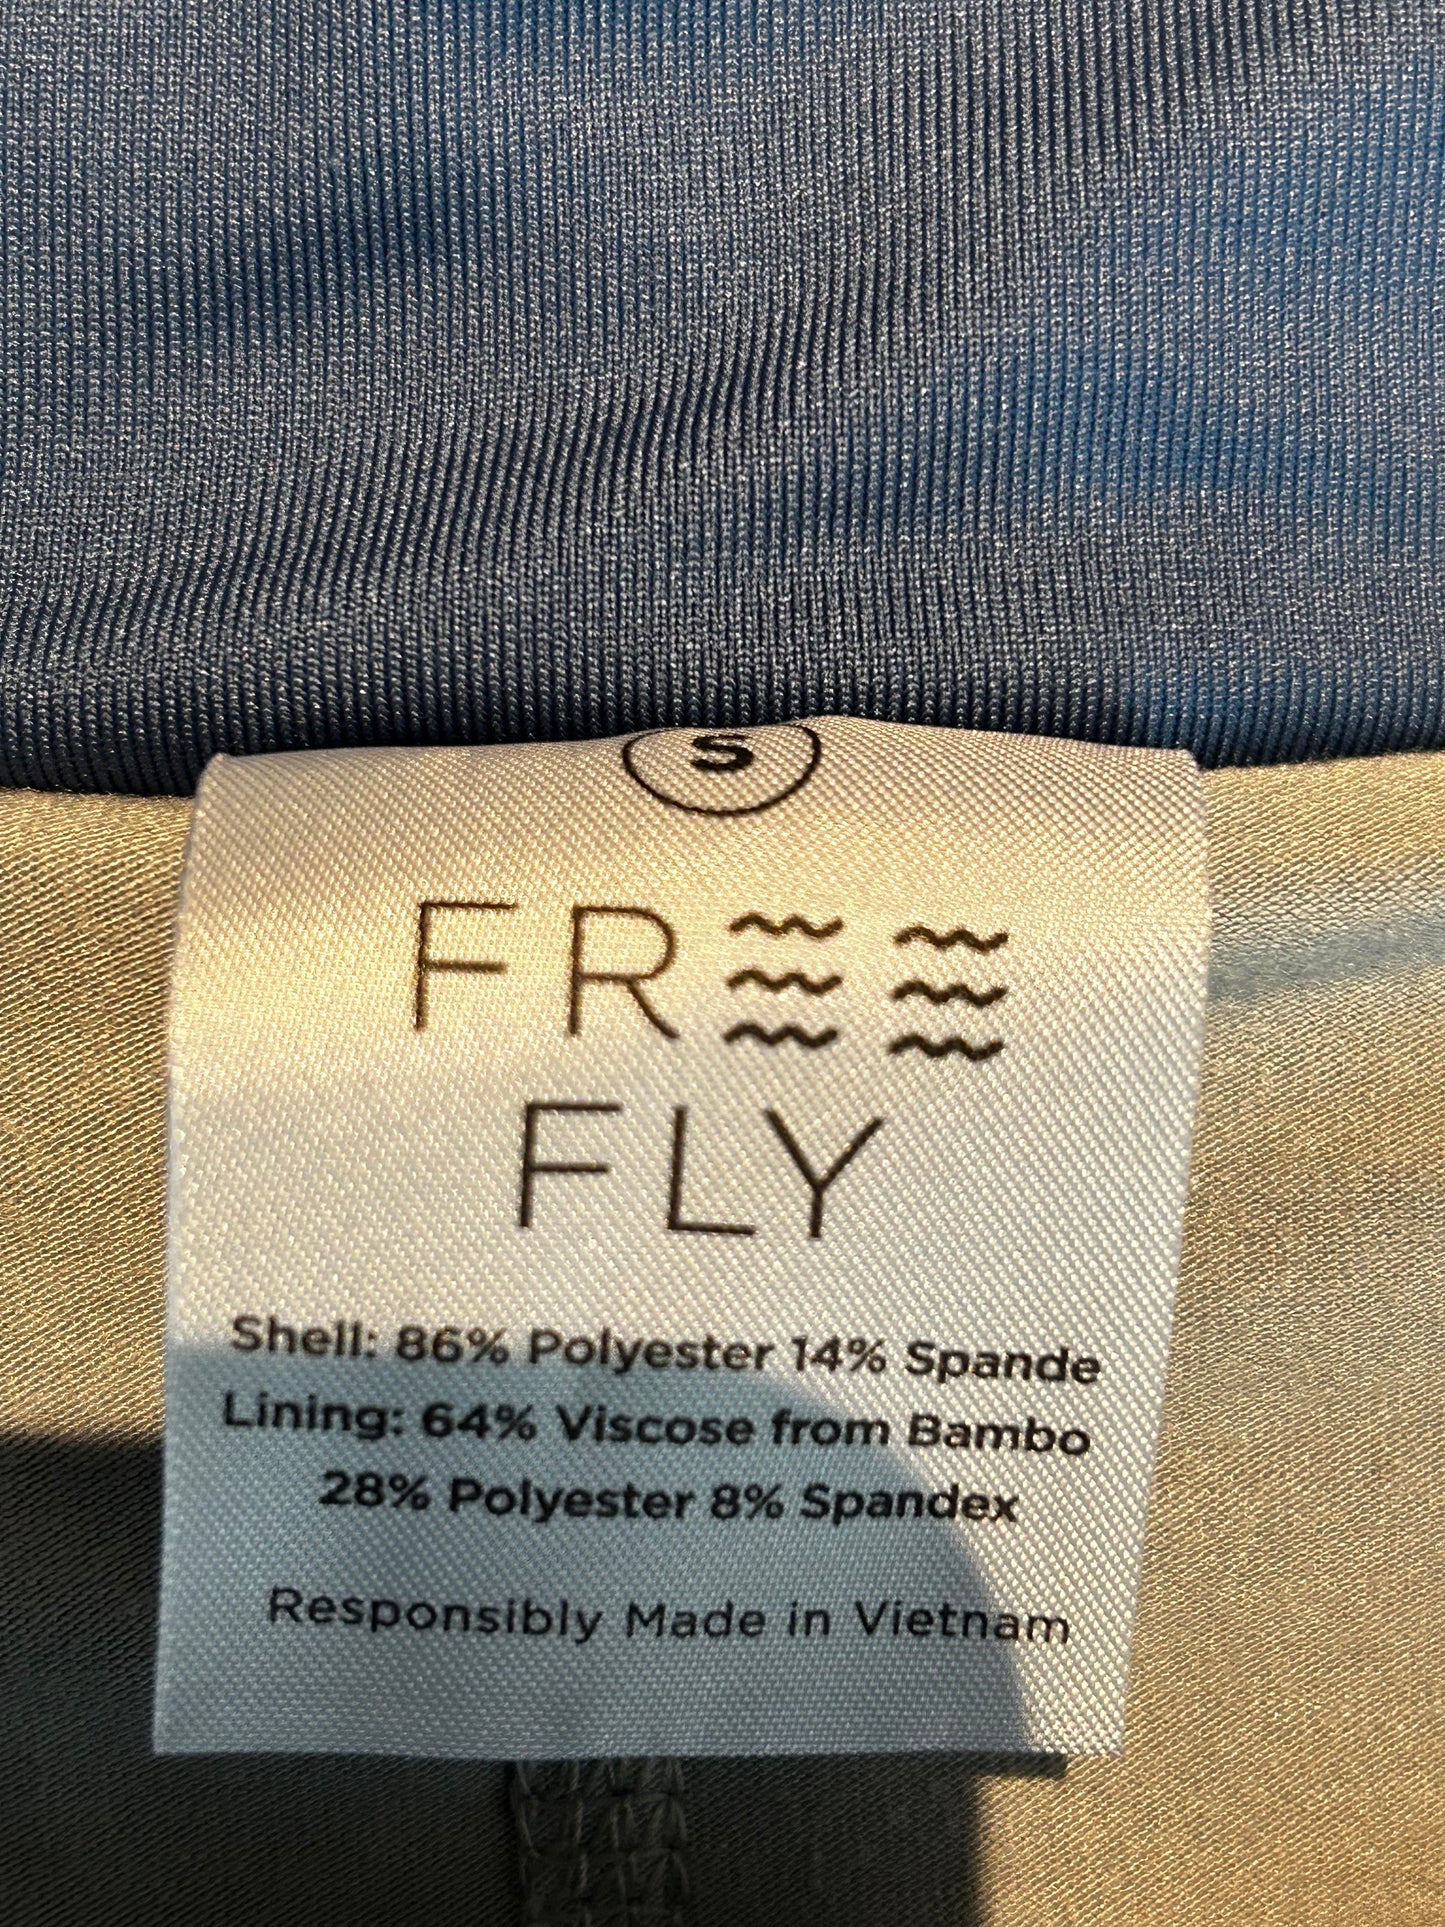 S
FREE
FLY
Shell: 86% Polyester 14% Spande
Lining: 64% Viscose from Bambo
28% Polyester 8% Spandex
Responsibly Made in Vietnam